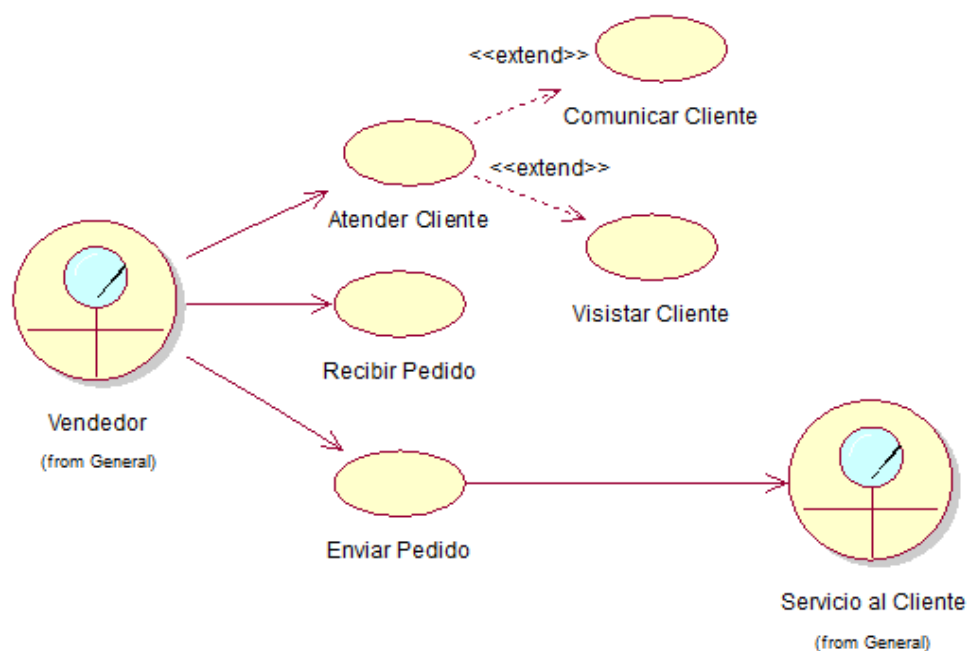 <<extend>>
Comunicar Cliente
<<extend>>
Atender Cliente
Visistar Cliente
Recibir Pedido
Vendedor
(from General)
Enviar Pedido
Servicio al Cliente
(from General)